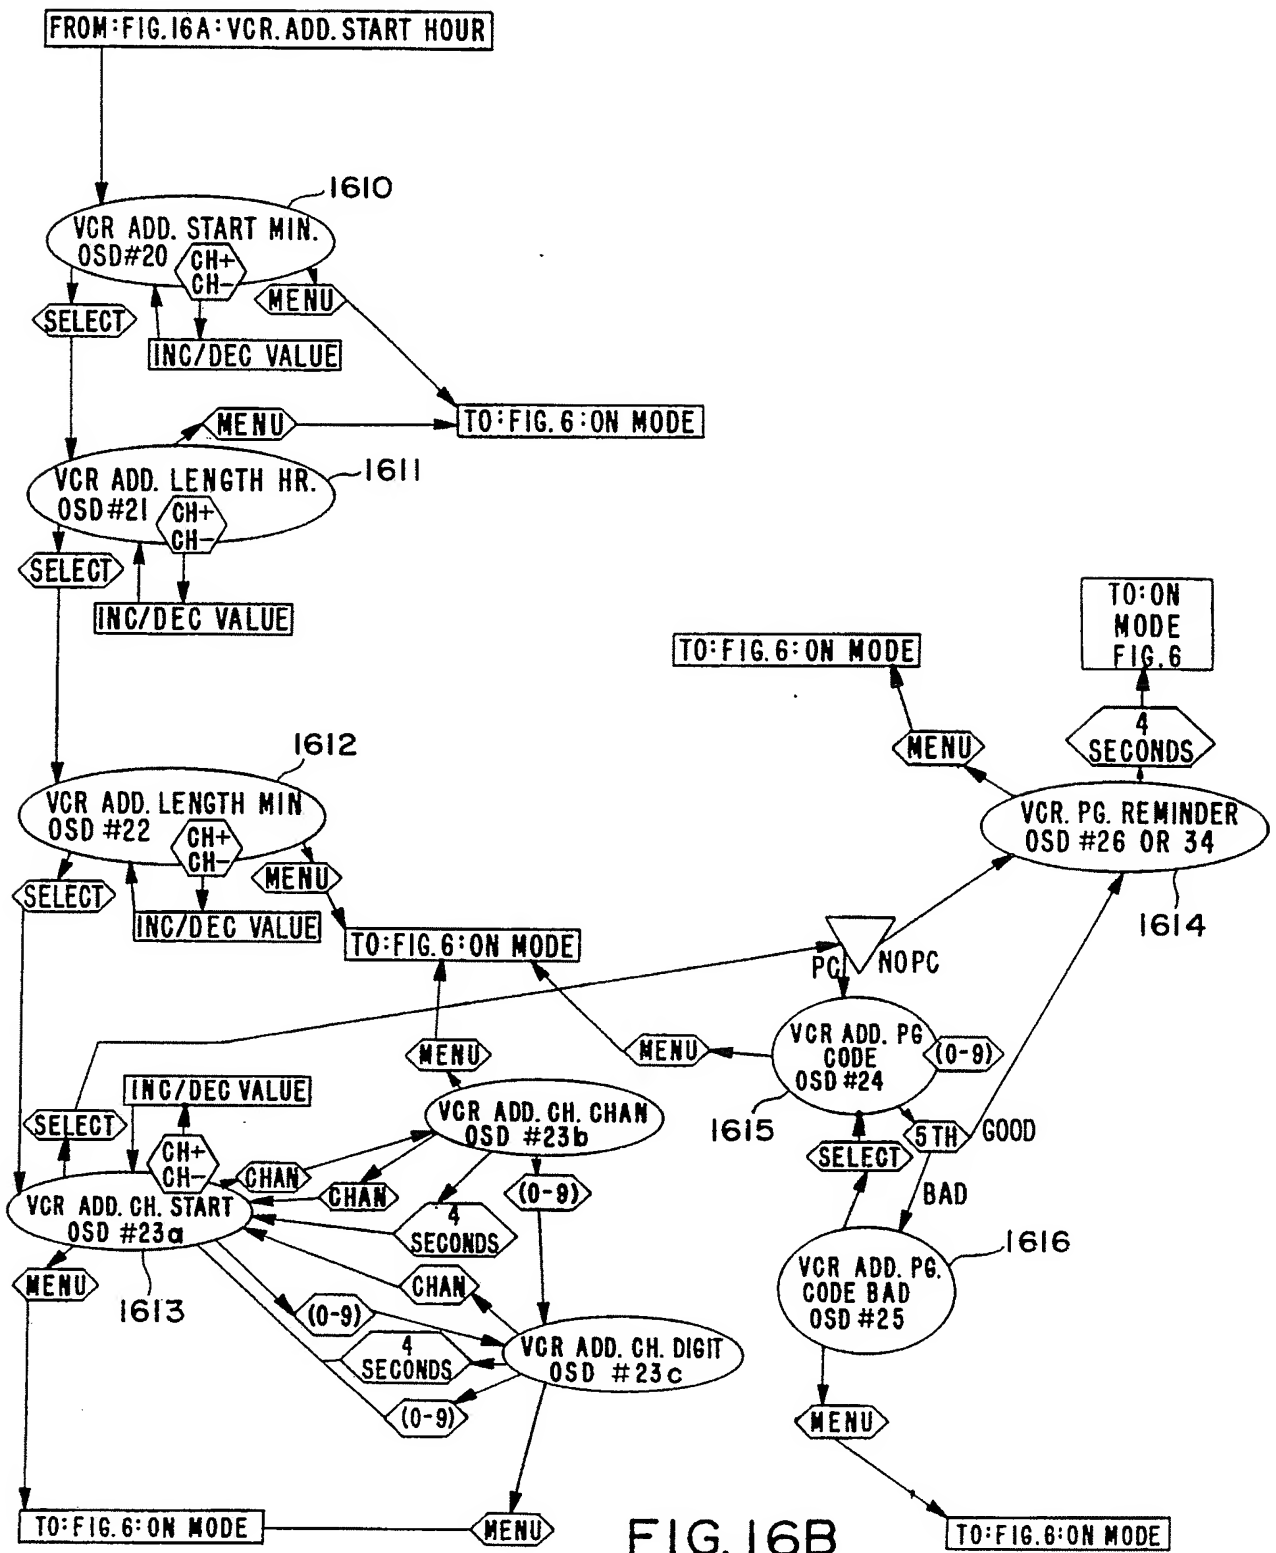 FROM:FIG.16A:VCR.ADD.START HOUR
1610
VCR ADD. START MIN.
OSD#20
CH+
CH-
MENU
SELECT
INC/DEC VALUE
MENU
TO:FIG.6:ON MODE
1611
VCR ADD. LENGTH HR.
OSD#21
CH+
CH-
SELECT
INC/DEC VALUE
TO:ON
MODE
FIG.6
TO:FIG.6:ON MODE
4
SECONDS
MENU
1612
VCR ADD. LENGTH MIN
OSD #22
CH+
CH-
VCR. PG. REMINDER
OSD #26 OR 34
SELECT
MENU
INC/DEC VALUE
1614
TO:FIG.6:ON MODE
PC
NOPC
VCR ADD. PG
CODE
OSD #24
(0-9)
MENU
MENU
INC/DEC VALUE
SELECT
CH+
CH-
VCR ADD.CH. CHAN
OSD #23b
1615
5TH
GOOD
SELECT
BAD
CHAN
CHAN
(0-9)
VCR ADD.CH. START
OSD #23a
4
SECONDS
1616
VCR ADD. PG.
CODE BAD
OSD #25
MENU
1613
CHAN
(0-9)
4
SECONDS
VCR ADD. CH. DIGIT
OSD #23c
(0-9)
MENU
TO:FIG.6:ON MODE
MENU
FIG.16B
TO:FIG.6:ON MODE